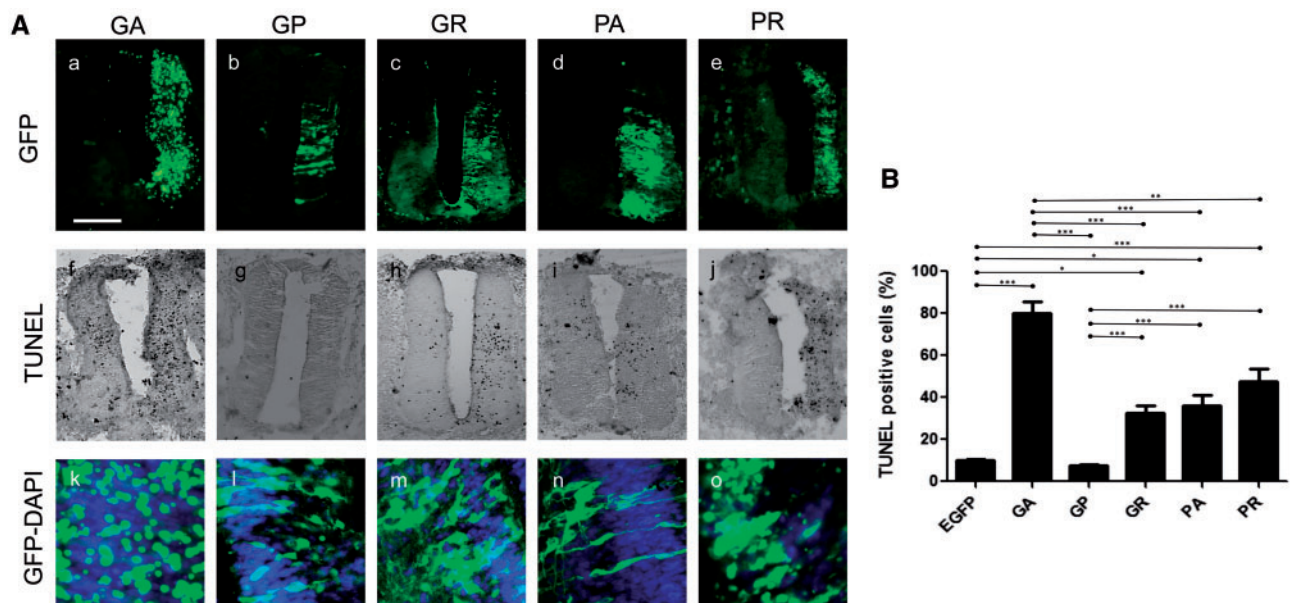 A
GA GP GR PA PR
GFP
a b c d e
TUNEL
f g h i j
GFP-DAPI
k l m n o
B
**
***
***
***
***
*
*
***
***
***
***
TUNEL positive cells (%)
100
80
60
40
20
0
EGFP GA GP GR PA PR